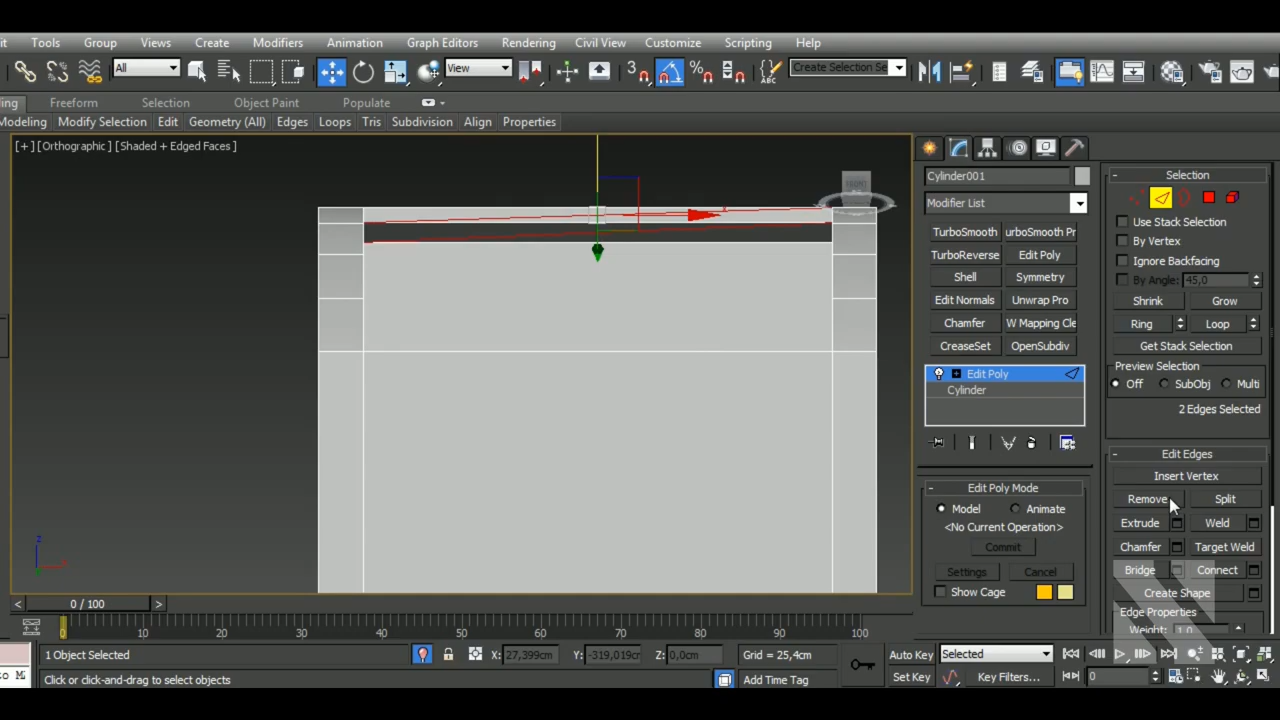 it Tools Group Views Create Modifiers Animation Graph Editors Rendering Civil View Customize Scripting Help
All View 3 % ABC Create Selection Se
ling Freeform Selection Object Paint Populate
Modeling Modify Selection Edit Geometry (All) Edges Loops Tris Subdivision Align Properties
[+] [Orthographic] [Shaded + Edged Faces]
Cylinder001
Modifier List
TurboSmooth urboSmooth Pr
TurboReverse Edit Poly
Shell Symmetry
Edit Normals Unwrap Pro
Chamfer W Mapping Cle
CreaseSet OpenSubdiv
Edit Poly
Cylinder
Edit Poly Mode
Model Animate
<No Current Operation>
Commit
Settings Cancel
Show Cage
Selection
Use Stack Selection
By Vertex
Ignore Backfacing
By Angle: 45,0
Shrink Grow
Ring Loop
Get Stack Selection
Preview Selection
Off SubObj Multi
2 Edges Selected
Edit Edges
Insert Vertex
Remove Split
Extrude Weld
Chamfer Target Weld
Bridge Connect
Create Shape
Edge Properties
Weight: 1,0
z
< 0 / 100 >
0 10 20 30 40 50 60 70 80 90 100
1 Object Selected X: 27,399cm Y: -319,019cr Z: 0,0cm Grid = 25,4cm Auto Key Selected
to M Click or click-and-drag to select objects Add Time Tag Set Key Key Filters... 0